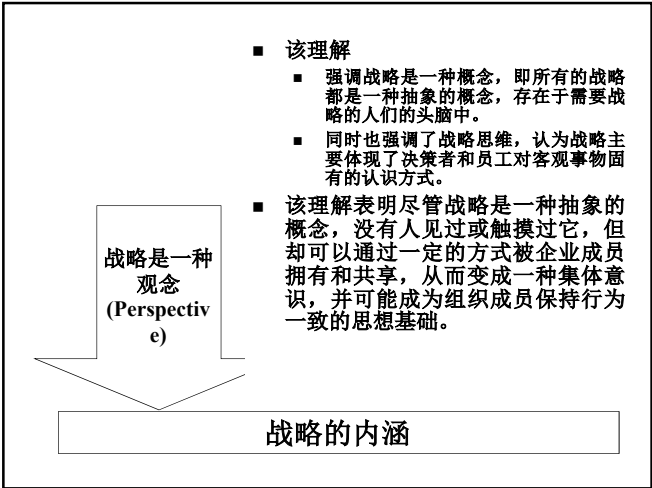 ■ 该理解
■ 强调战略是一种概念，即所有的战略
都是一种抽象的概念，存在于需要战
略的人们的头脑中。
■ 同时也强调了战略思维，认为战略主
要体现了决策者和员工对客观事物固
有的认识方式。
■ 该理解表明尽管战略是一种抽象的
概念，没有人见过或触摸过它，但
却可以通过一定的方式被企业成员
拥有和共享，从而变成一种集体意
识，并可能成为组织成员保持行为
一致的思想基础。
战略是一种
观念
(Perspectiv
e)
战略的内涵